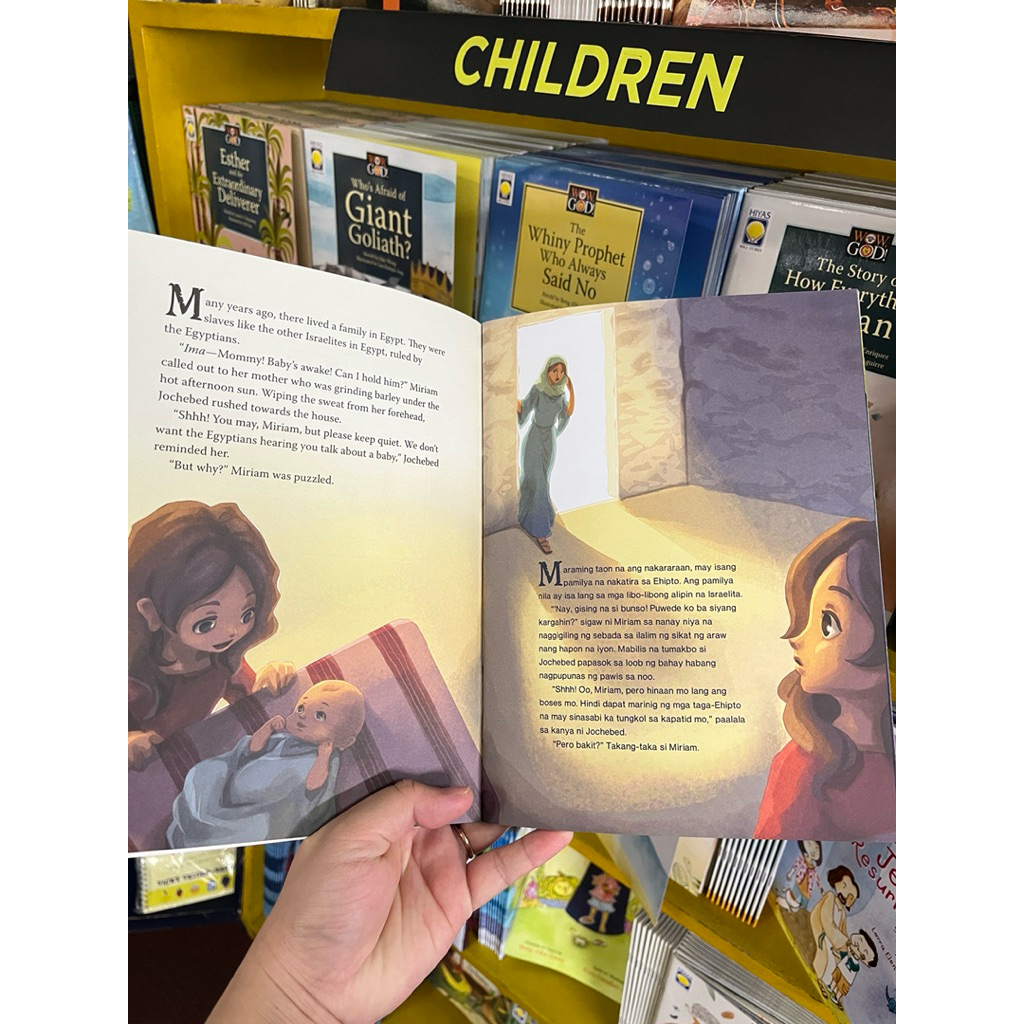 CHILDREN
HIYAS
WOW
GOD!
Esther
and the
Extraordinary
Deliverer
HIYAS
WOW
GOD!
Who's Afraid of
Giant
Goliath?
HIYAS
WOW
GOD!
The
Whiny Prophet
Who Always
Said No
HIYAS
WOW
GOD!
The Story o
How Everyth
an
Many years ago, there lived a family in Egypt. They were
slaves like the other Israelites in Egypt, ruled by
the Egyptians.
“Ima—Mommy! Baby’s awake! Can I hold him?” Miriam
called out to her mother who was grinding barley under the
hot afternoon sun. Wiping the sweat from her forehead,
Jochebed rushed towards the house.
“Shhh! You may, Miriam, but please keep quiet. We don’t
want the Egyptians hearing you talk about a baby,” Jochebed
reminded her.
“But why?” Miriam was puzzled.
Maraming taon na ang nakararaan, may isang
pamilya na nakatira sa Ehipto. Ang pamilya
nila ay isa lang sa mga libo-libong alipin na Israelita.
“Nay, gising na si bunso! Puwede ko ba siyang
kargahin?” sigaw ni Miriam sa nanay niya na
naggigiling ng sebada sa ilalim ng sikat ng araw
nang hapon na iyon. Mabilis na tumakbo si
Jochebed papasok sa loob ng bahay habang
nagpupunas ng pawis sa noo.
“Shhh! Oo, Miriam, pero hinaan mo lang ang
boses mo. Hindi dapat marinig ng mga taga-Ehipto
na may sinasabi ka tungkol sa kapatid mo,” paalala
sa kanya ni Jochebed.
“Pero bakit?” Takang-taka si Miriam.
Je
Resurr